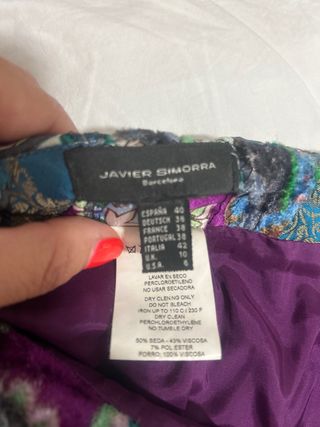 JAVIER SIMORRA
Barcelona
ESPAÑA 40
DEUTSCH 38
FRANCE 38
PORTUGAL 38
ITALIA 42
U.K. 10
U.S.A. 6
LAVAR EN SECO
PERCLOROETILENO
NO USAR SECADORA
DRY CLEANING ONLY
DO NOT BLEACH
IRON UP TO 110 C / 230 F
DRY CLEAN
PERCHLOROETHYLENE
NO TUMBLE DRY
50% SEDA - 43% VISCOSA
7% POLIESTER
FORRO: 100% VISCOSA